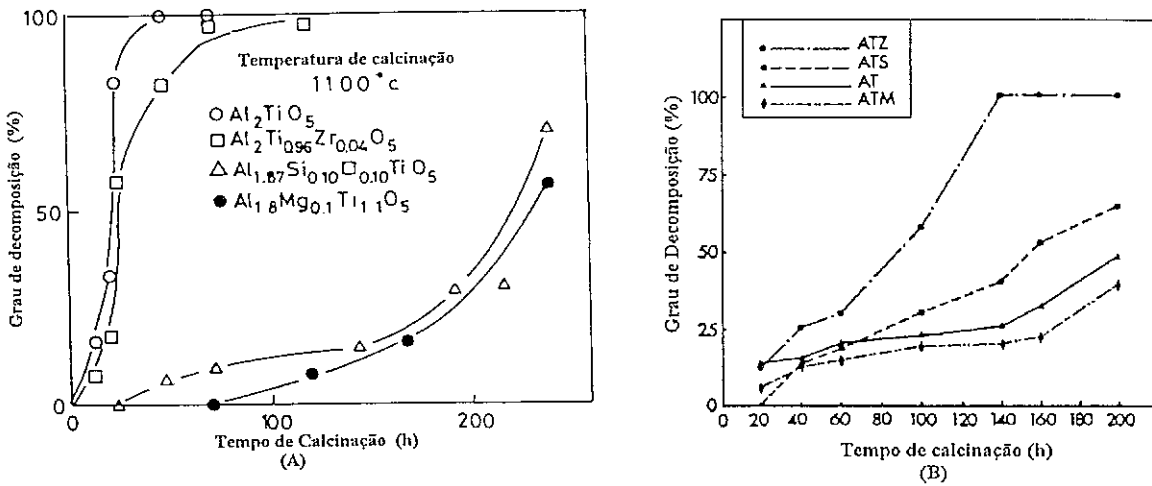 100
50
0
Grau de decomposição (%)
Temperatura de calcinação
1100°c
Al2TiO5
Al2Ti0.96Zr0.04O5
Al1.87Si0.10□0.10TiO5
Al1.8Mg0.1Ti1.1O5
0 100 200
Tempo de Calcinação (h)
(A)
ATZ
ATS
AT
ATM
100
75
50
25
0
Grau de Decomposição (%)
0 20 40 60 80 100 120 140 160 180 200
Tempo de calcinação (h)
(B)